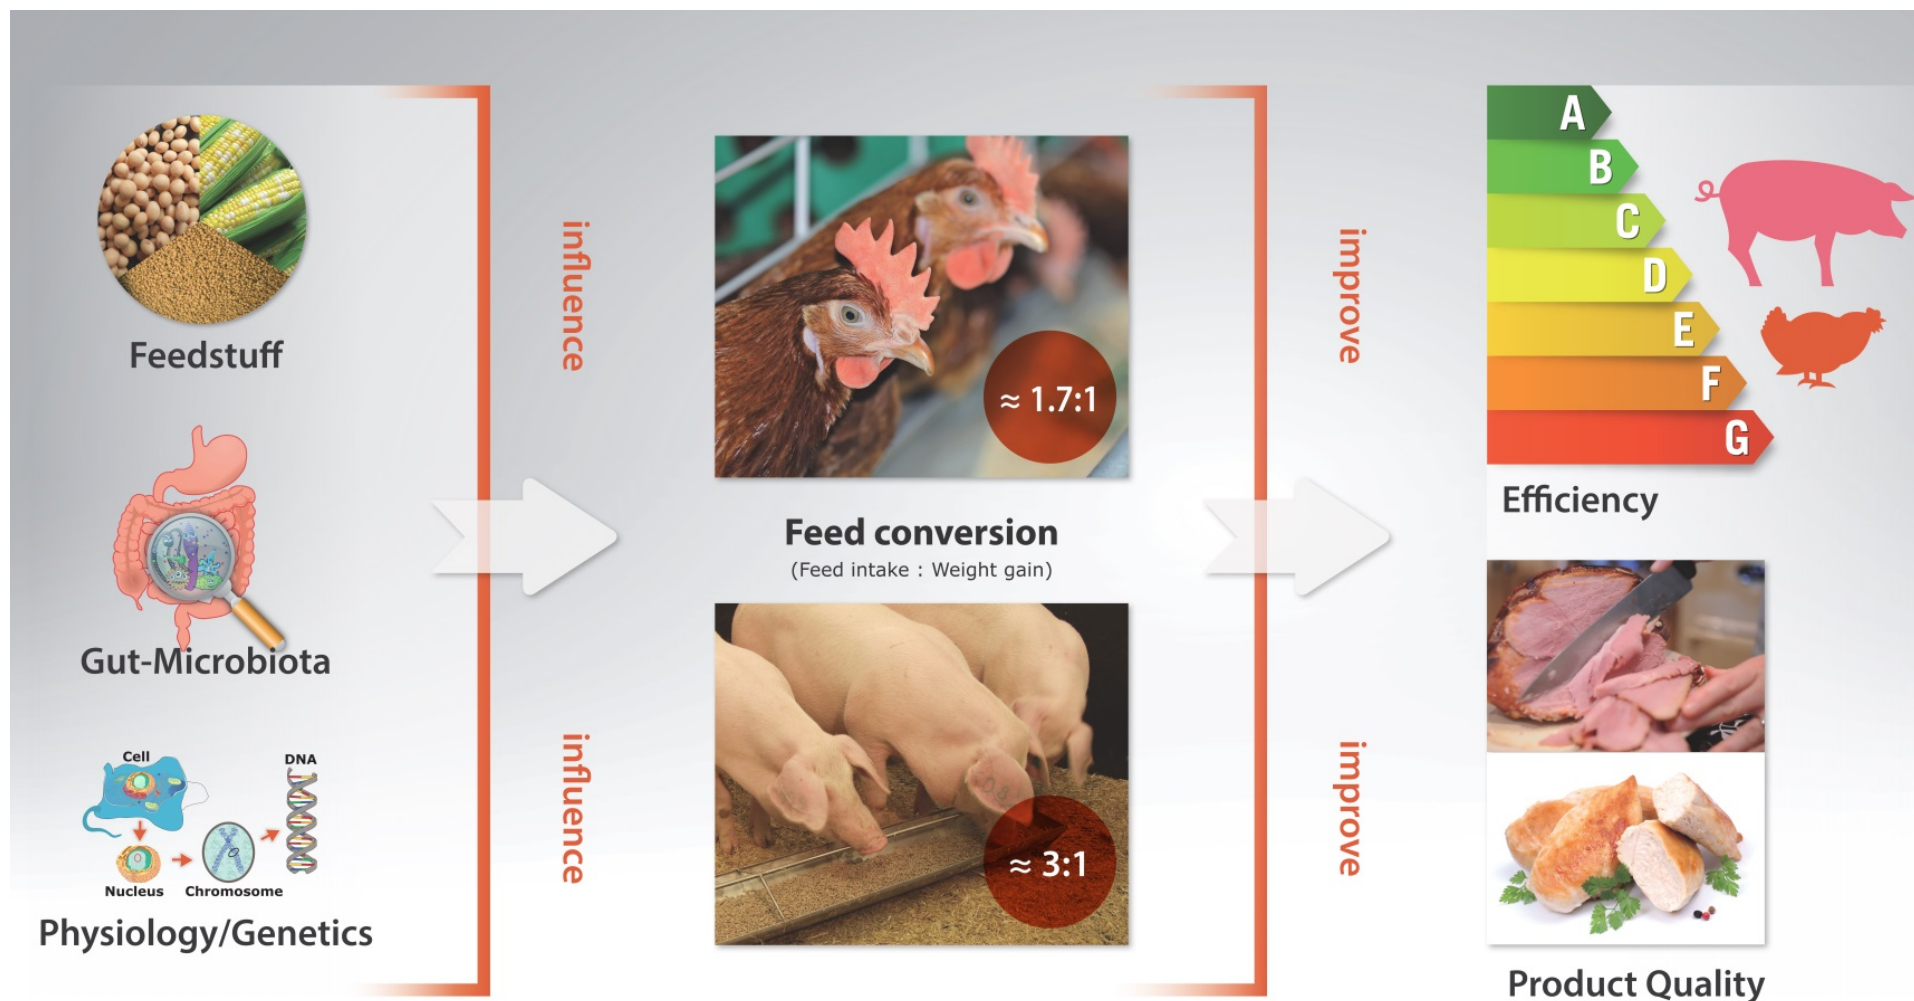 Feedstuff
Gut-Microbiota
Cell
DNA
Nucleus
Chromosome
Physiology/Genetics
influence
influence
≈ 1.7:1
Feed conversion
(Feed intake : Weight gain)
≈ 3:1
improve
improve
A
B
C
D
E
F
G
Efficiency
Product Quality